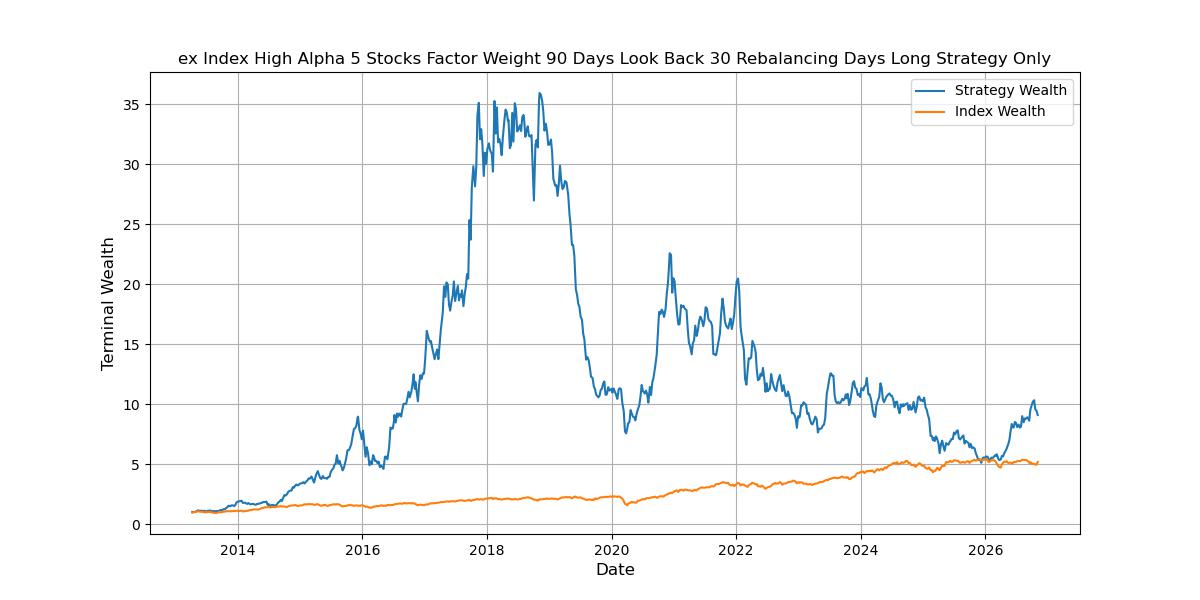 ex Index High Alpha 5 Stocks Factor Weight 90 Days Look Back 30 Rebalancing Days Long Strategy Only
Strategy Wealth
Index Wealth
Terminal Wealth
35
30
25
20
15
10
5
0
2014 2016 2018 2020 2022 2024 2026
Date